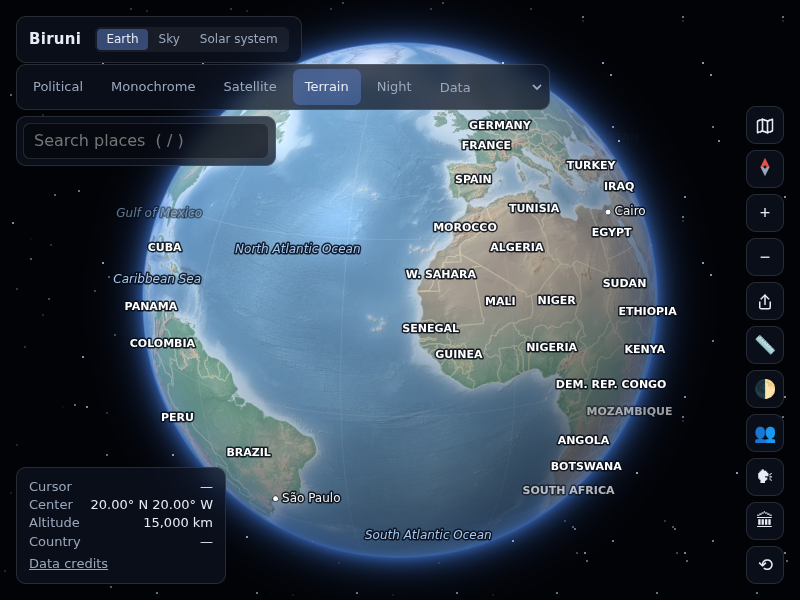 Biruni Earth Sky Solar system
Political Monochrome Satellite Terrain Night Data
Search places ( / )
GERMANY
FRANCE
TURKEY
SPAIN
IRAQ
TUNISIA
Cairo
Gulf of Mexico
MOROCCO
EGYPT
CUBA
North Atlantic Ocean
ALGERIA
W. SAHARA
Caribbean Sea
SUDAN
MALI
NIGER
PANAMA
ETHIOPIA
SENEGAL
COLOMBIA
GUINEA
NIGERIA
KENYA
DEM. REP. CONGO
MOZAMBIQUE
PERU
ANGOLA
BRAZIL
BOTSWANA
SOUTH AFRICA
São Paulo
South Atlantic Ocean
Cursor —
Center 20.00° N 20.00° W
Altitude 15,000 km
Country —
Data credits